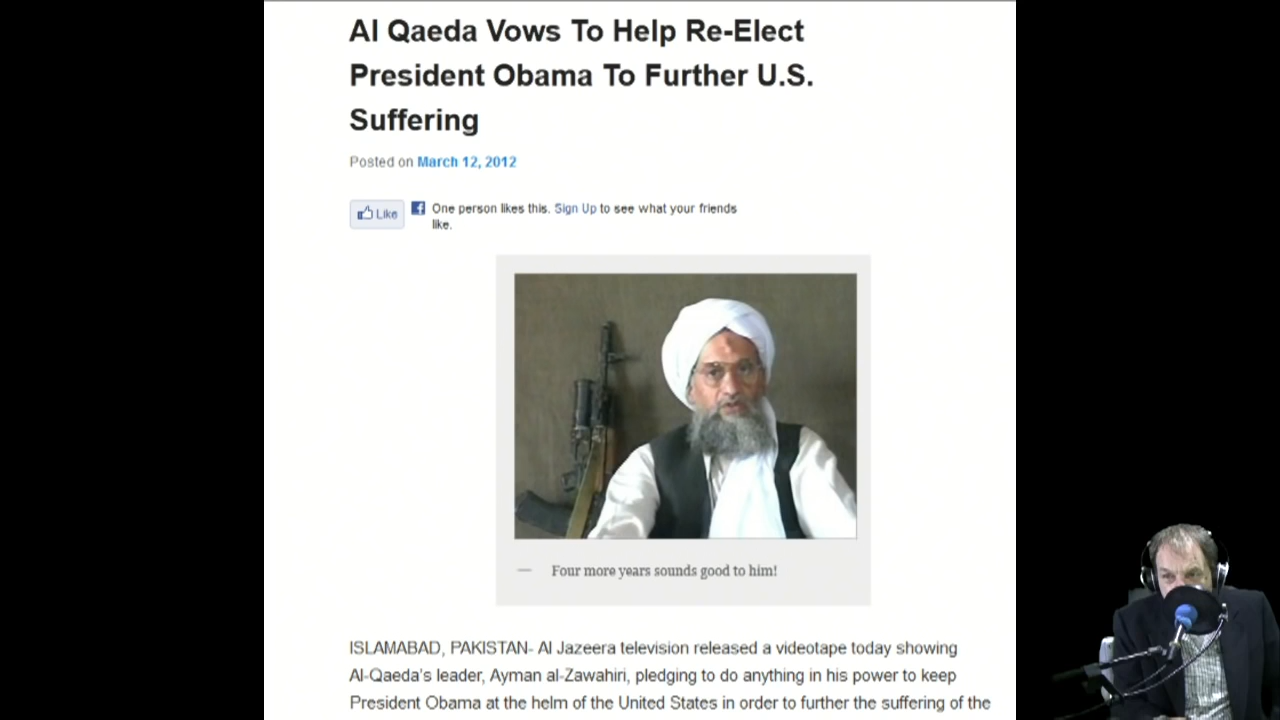 Al Qaeda Vows To Help Re-Elect
President Obama To Further U.S.
Suffering
Posted on March 12, 2012
Like
One person likes this. Sign Up to see what your friends
like.
— Four more years sounds good to him!
ISLAMABAD, PAKISTAN- Al Jazeera television released a videotape today showing
Al-Qaeda's leader, Ayman al-Zawahiri, pledging to do anything in his power to keep
President Obama at the helm of the United States in order to further the suffering of the